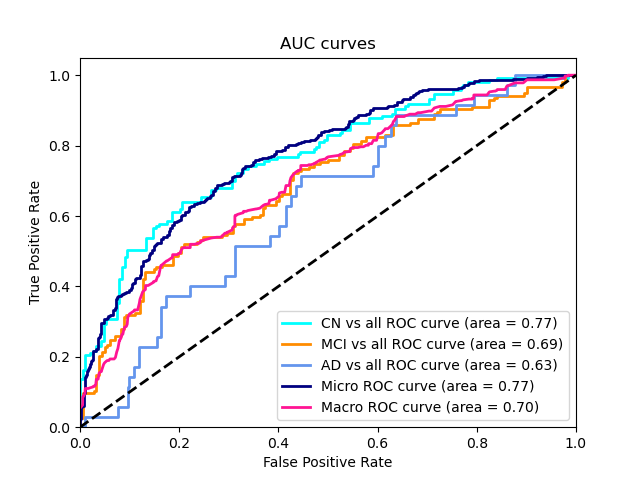 AUC curves
True Positive Rate
1.0
0.8
0.6
0.4
0.2
0.0
CN vs all ROC curve (area = 0.77)
MCI vs all ROC curve (area = 0.69)
AD vs all ROC curve (area = 0.63)
Micro ROC curve (area = 0.77)
Macro ROC curve (area = 0.70)
0.0 0.2 0.4 0.6 0.8 1.0
False Positive Rate